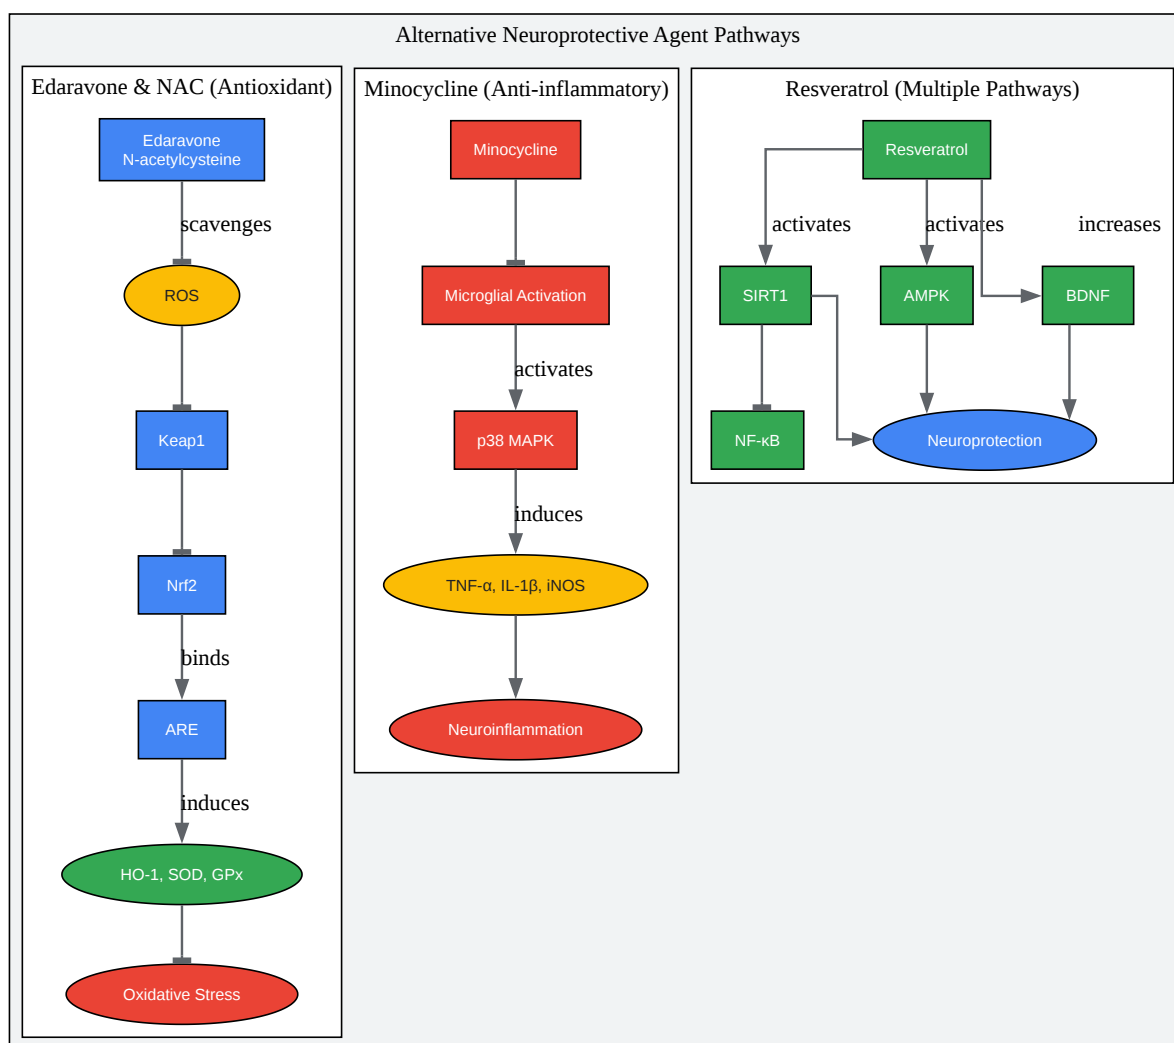 Alternative Neuroprotective Agent Pathways
Edaravone & NAC (Antioxidant)
Edaravone
N-acetylcysteine
scavenges
ROS
Keap1
Nrf2
binds
ARE
induces
HO-1, SOD, GPx
Oxidative Stress
Minocycline (Anti-inflammatory)
Minocycline
Microglial Activation
activates
p38 MAPK
induces
TNF-α, IL-1β, iNOS
Neuroinflammation
Resveratrol (Multiple Pathways)
Resveratrol
activates
activates
increases
SIRT1
AMPK
BDNF
NF-κB
Neuroprotection